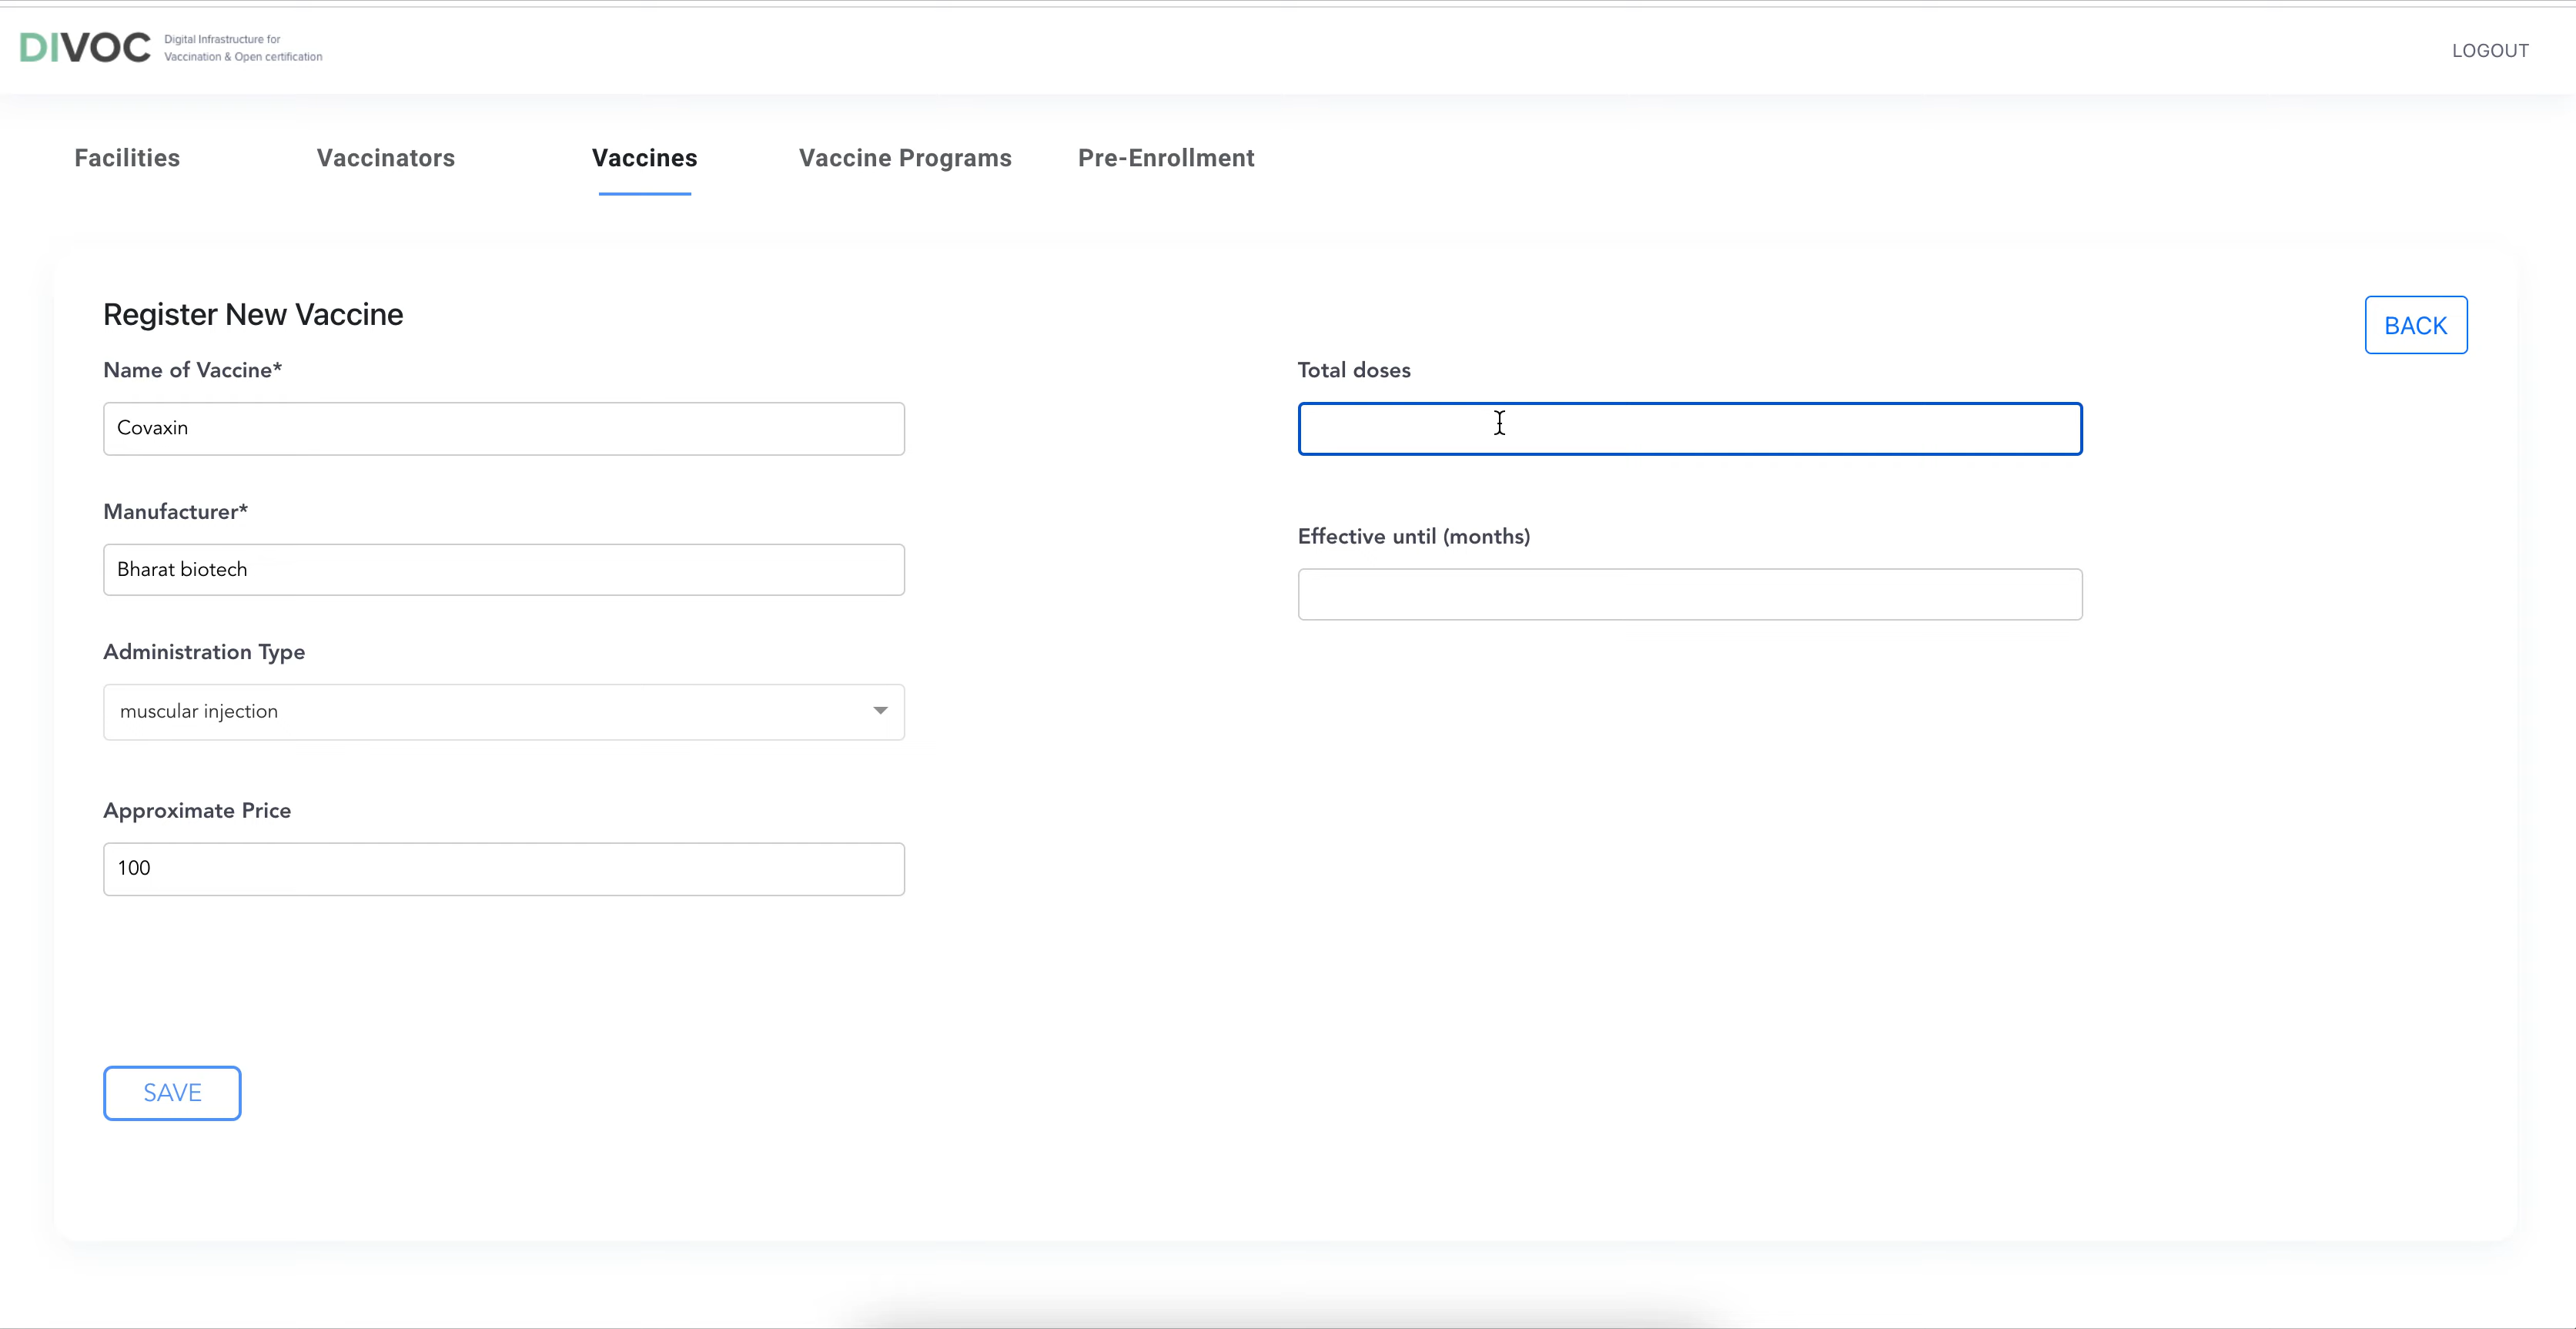 DIVOC
Digital Infrastructure for
Vaccination & Open certification
LOGOUT
Facilities
Vaccinators
Vaccines
Vaccine Programs
Pre-Enrollment
Register New Vaccine
BACK
Name of Vaccine*
Covaxin
Manufacturer*
Bharat biotech
Administration Type
muscular injection
Approximate Price
100
Total doses
Effective until (months)
SAVE